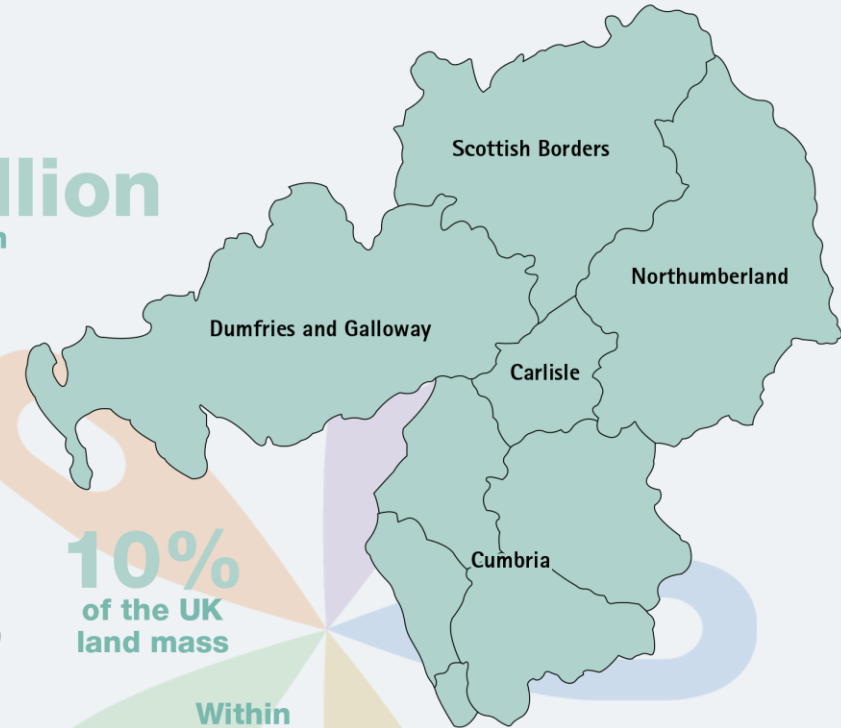 Scottish Borders
llion
n
Northumberland
Dumfries and Galloway
Carlisle
10%
of the UK
land mass
Cumbria
Within